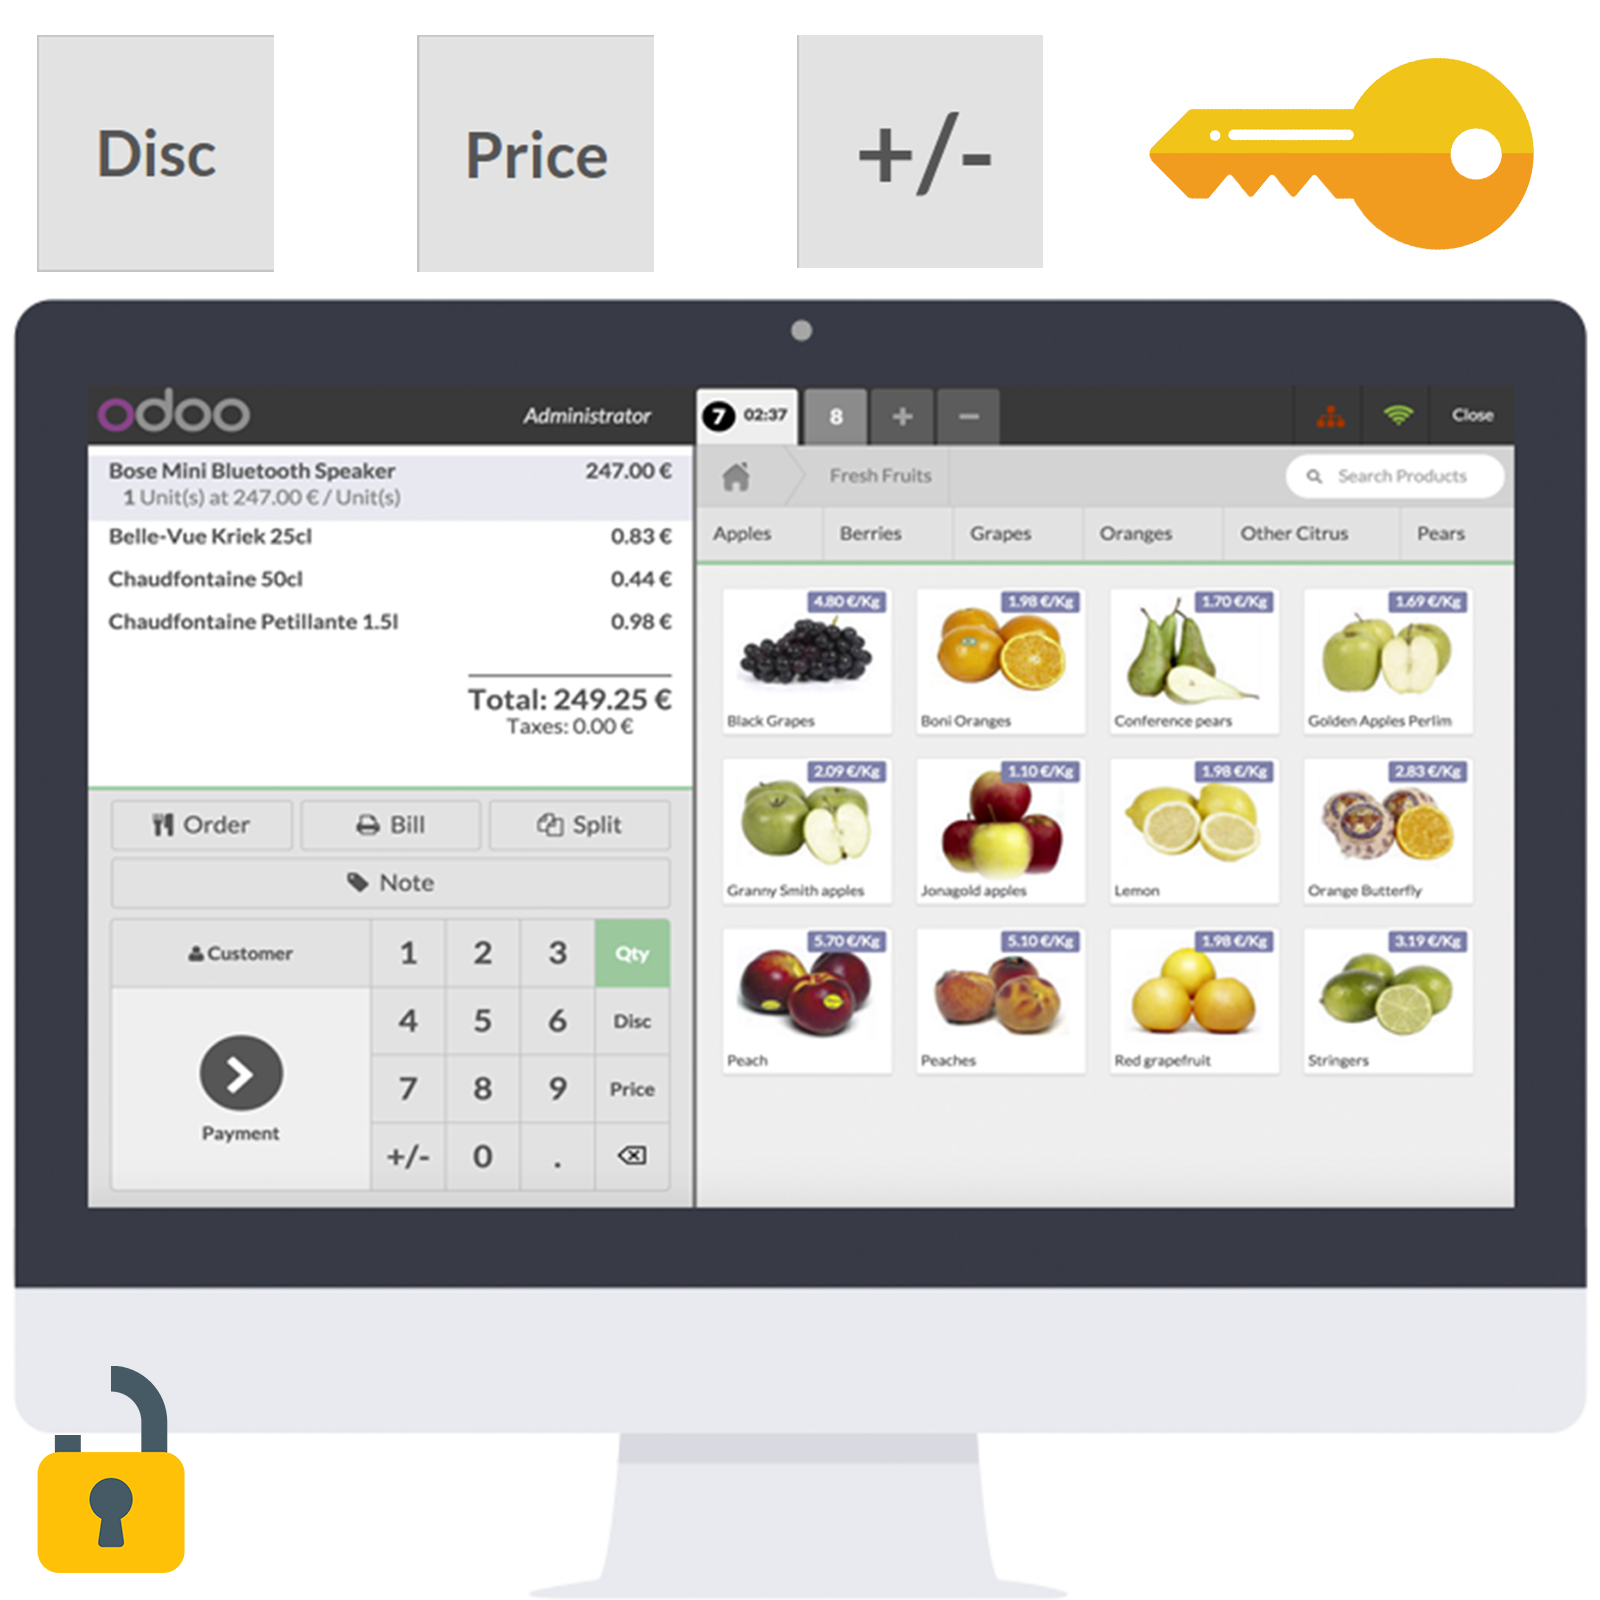 Disc
Price
+/-
odoo
Administrator
7 02:37
8
+
−
Close
Bose Mini Bluetooth Speaker 247.00 €
1 Unit(s) at 247.00 € / Unit(s)
Belle-Vue Kriek 25cl 0.83 €
Chaudfontaine 50cl 0.44 €
Chaudfontaine Petillante 1.5l 0.98 €
Total: 249.25 €
Taxes: 0.00 €
Order
Bill
Split
Note
Customer
1 2 3 Qty
4 5 6 Disc
7 8 9 Price
+/- 0 .
Payment
Fresh Fruits
Search Products
Apples Berries Grapes Oranges Other Citrus Pears
4.80 €/Kg
Black Grapes
1.98 €/Kg
Boni Oranges
1.70 €/Kg
Conference pears
1.69 €/Kg
Golden Apples Perlim
2.09 €/Kg
Granny Smith apples
1.10 €/Kg
Jonagold apples
1.98 €/Kg
Lemon
2.83 €/Kg
Orange Butterfly
5.70 €/Kg
Peach
5.10 €/Kg
Peaches
1.98 €/Kg
Red grapefruit
3.19 €/Kg
Stringers